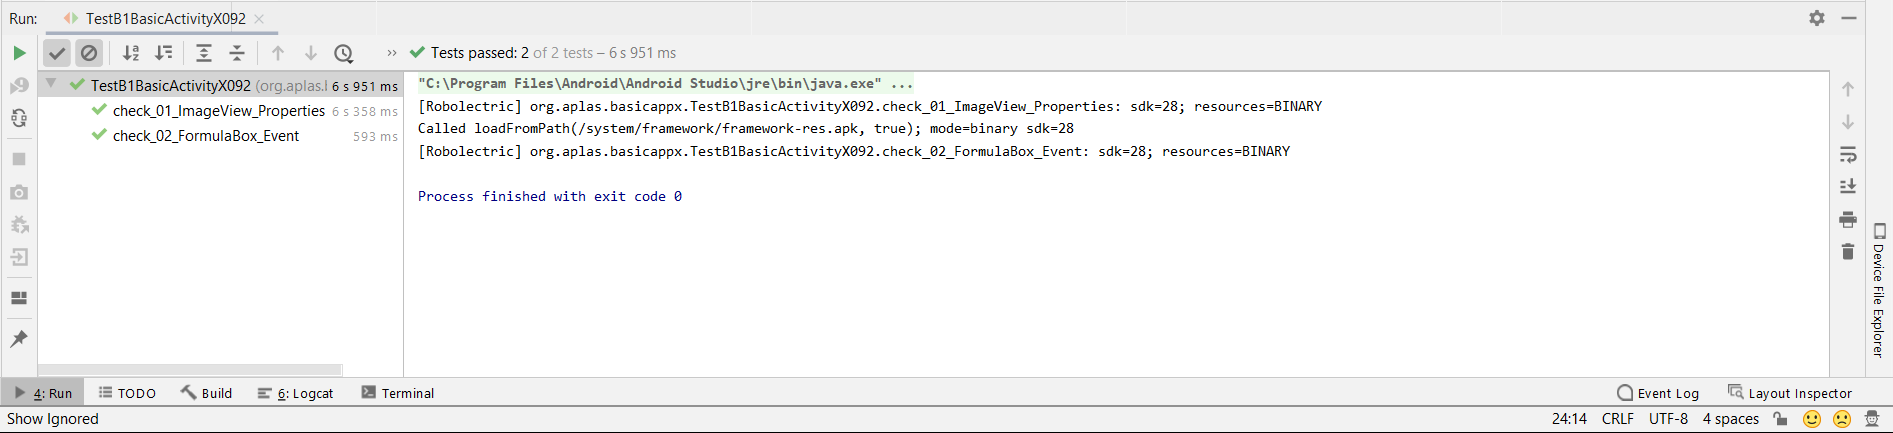 Run: TestB1BasicActivityX092
» Tests passed: 2 of 2 tests – 6 s 951 ms
TestB1BasicActivityX092 (org.aplas.l 6 s 951 ms
check_01_ImageView_Properties 6 s 358 ms
check_02_FormulaBox_Event 593 ms
"C:\Program Files\Android\Android Studio\jre\bin\java.exe" ...
[Robolectric] org.aplas.basicappx.TestB1BasicActivityX092.check_01_ImageView_Properties: sdk=28; resources=BINARY
Called loadFromPath(/system/framework/framework-res.apk, true); mode=binary sdk=28
[Robolectric] org.aplas.basicappx.TestB1BasicActivityX092.check_02_FormulaBox_Event: sdk=28; resources=BINARY
Process finished with exit code 0
Device File Explorer
4: Run TODO Build 6: Logcat Terminal Event Log Layout Inspector
Show Ignored 24:14 CRLF UTF-8 4 spaces